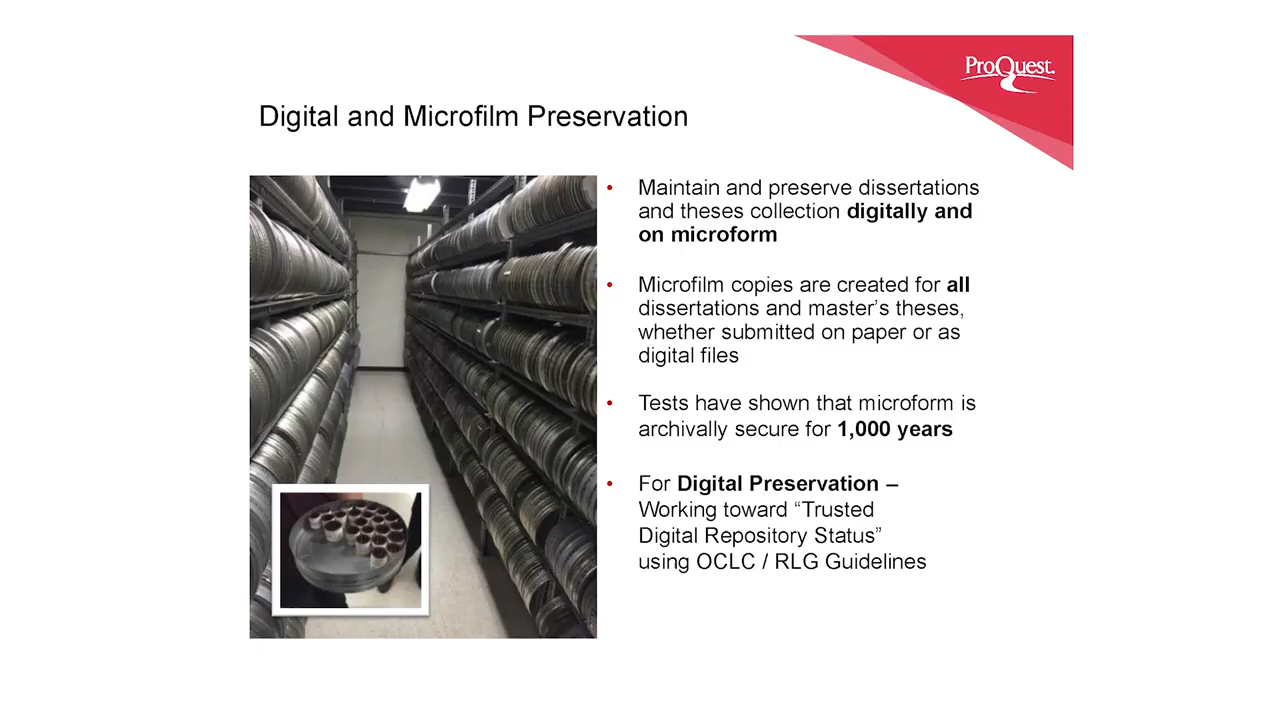 ProQuest.
Digital and Microfilm Preservation
• Maintain and preserve dissertations
and theses collection digitally and
on microform
• Microfilm copies are created for all
dissertations and master’s theses,
whether submitted on paper or as
digital files
• Tests have shown that microform is
archivally secure for 1,000 years
• For Digital Preservation –
Working toward “Trusted
Digital Repository Status”
using OCLC / RLG Guidelines